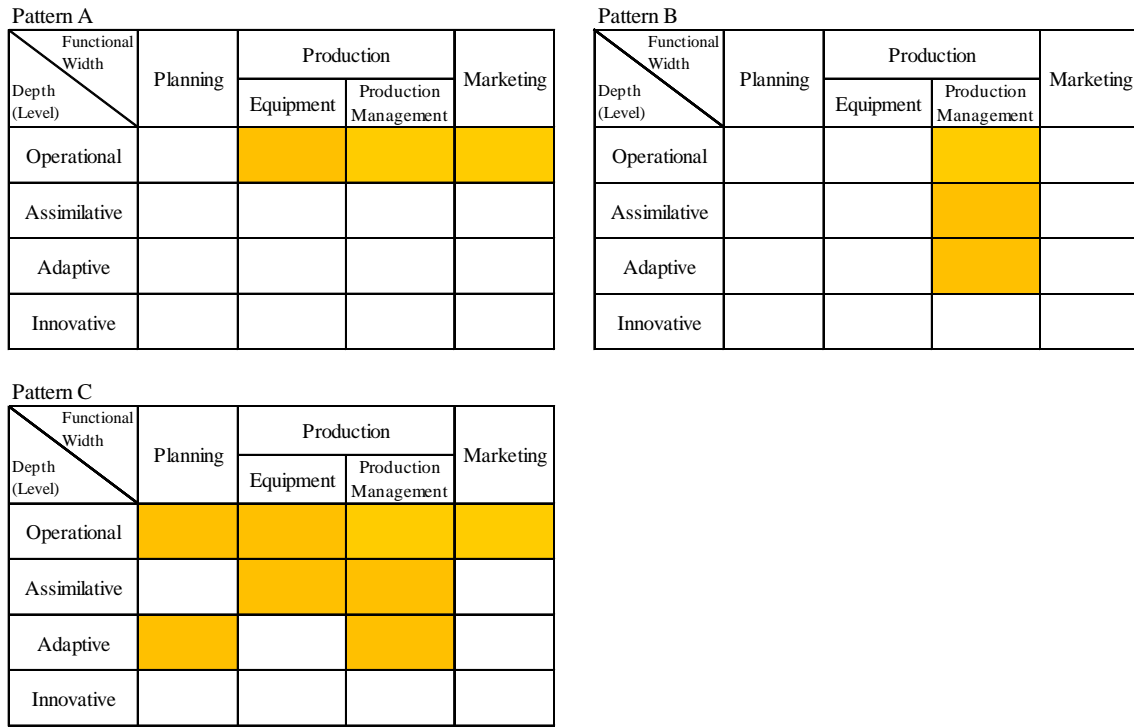 Pattern A
Functional
Width
Depth
(Level)
Planning
Production
Equipment
Production
Management
Marketing
Operational
Assimilative
Adaptive
Innovative
Pattern B
Functional
Width
Depth
(Level)
Planning
Production
Equipment
Production
Management
Marketing
Operational
Assimilative
Adaptive
Innovative
Pattern C
Functional
Width
Depth
(Level)
Planning
Production
Equipment
Production
Management
Marketing
Operational
Assimilative
Adaptive
Innovative